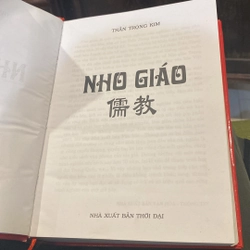 TRẦN TRỌNG KIM
NHO GIÁO
儒教
NHÀ XUẤT BẢN THỜI ĐẠI